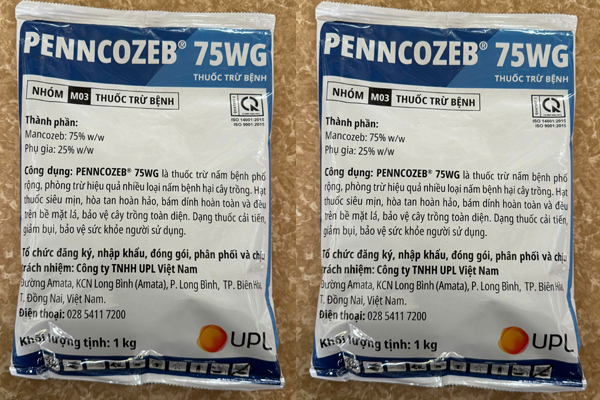 PENNCOZEB® 75WG
THUỐC TRỪ BỆNH
NHÓM M03 THUỐC TRỪ BỆNH
ISO 14001:2015
ISO 9001:2015
Thành phần:
Mancozeb: 75% w/w
Phụ gia: 25% w/w
Công dụng: PENNCOZEB® 75WG là thuốc trừ nấm bệnh phổ
rộng, phòng trừ hiệu quả nhiều loại nấm bệnh hại cây trồng. Hạt
thuốc siêu mịn, hòa tan hoàn hảo, bám dính hoàn toàn và đều
trên bề mặt lá, bảo vệ cây trồng toàn diện. Dạng thuốc cải tiến,
giảm bụi, bảo vệ sức khỏe người sử dụng.
Tổ chức đăng ký, nhập khẩu, đóng gói, phân phối và chịu
trách nhiệm: Công ty TNHH UPL Việt Nam
Đường Amata, KCN Long Bình (Amata), P. Long Bình, TP. Biên Hòa,
T. Đồng Nai, Việt Nam.
Điện thoại: 028 5411 7200
Khối lượng tịnh: 1 kg
UPL
PENNCOZEB® 75WG
THUỐC TRỪ BỆNH
NHÓM M03 THUỐC TRỪ BỆNH
ISO 14001:2015
ISO 9001:2015
Thành phần:
Mancozeb: 75% w/w
Phụ gia: 25% w/w
Công dụng: PENNCOZEB® 75WG là thuốc trừ nấm bệnh phổ
rộng, phòng trừ hiệu quả nhiều loại nấm bệnh hại cây trồng. Hạt
thuốc siêu mịn, hòa tan hoàn hảo, bám dính hoàn toàn và đều
trên bề mặt lá, bảo vệ cây trồng toàn diện. Dạng thuốc cải tiến,
giảm bụi, bảo vệ sức khỏe người sử dụng.
Tổ chức đăng ký, nhập khẩu, đóng gói, phân phối và chịu
trách nhiệm: Công ty TNHH UPL Việt Nam
Đường Amata, KCN Long Bình (Amata), P. Long Bình, TP. Biên Hòa,
T. Đồng Nai, Việt Nam.
Điện thoại: 028 5411 7200
Khối lượng tịnh: 1 kg
UPL